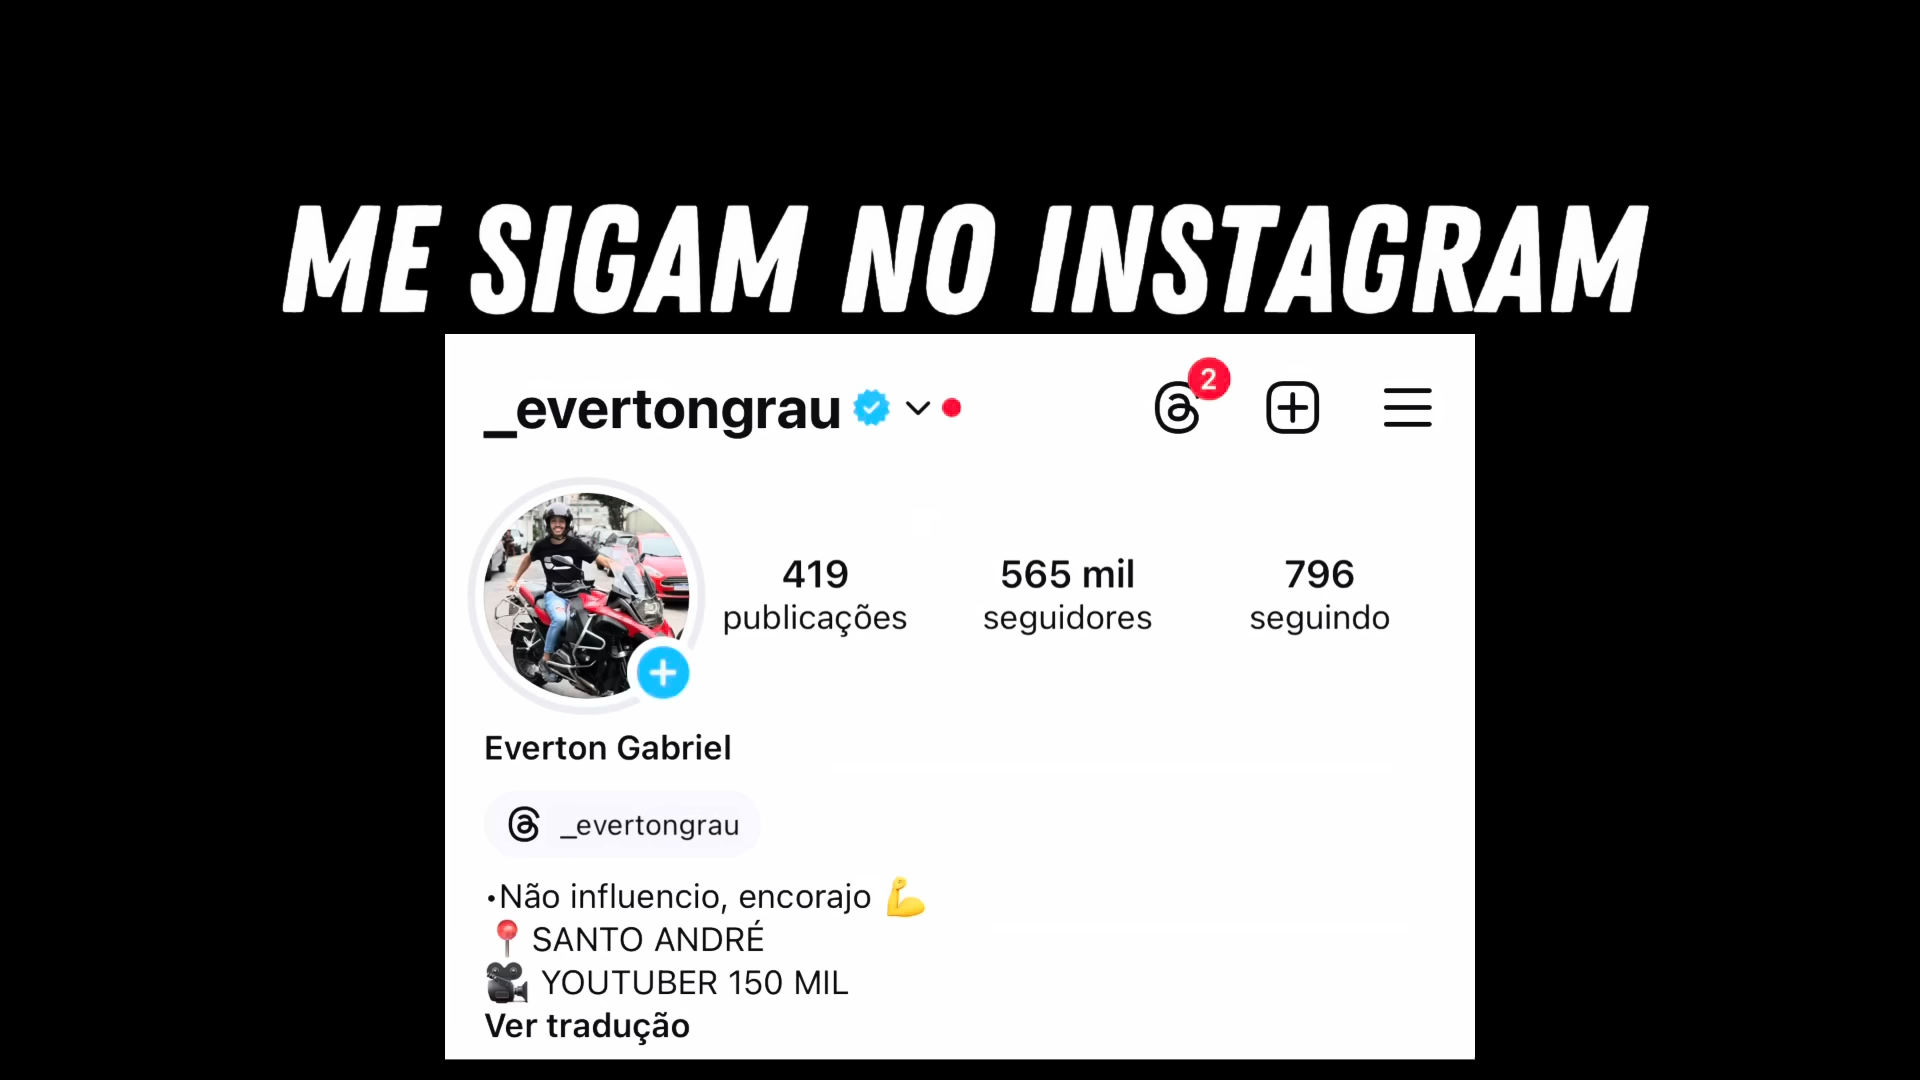 ME SIGAM NO INSTAGRAM
_evertongrau
2
419
publicações
565 mil
seguidores
796
seguindo
Everton Gabriel
_evertongrau
•Não influencio, encorajo 💪
📍SANTO ANDRÉ
🎥 YOUTUBER 150 MIL
Ver tradução